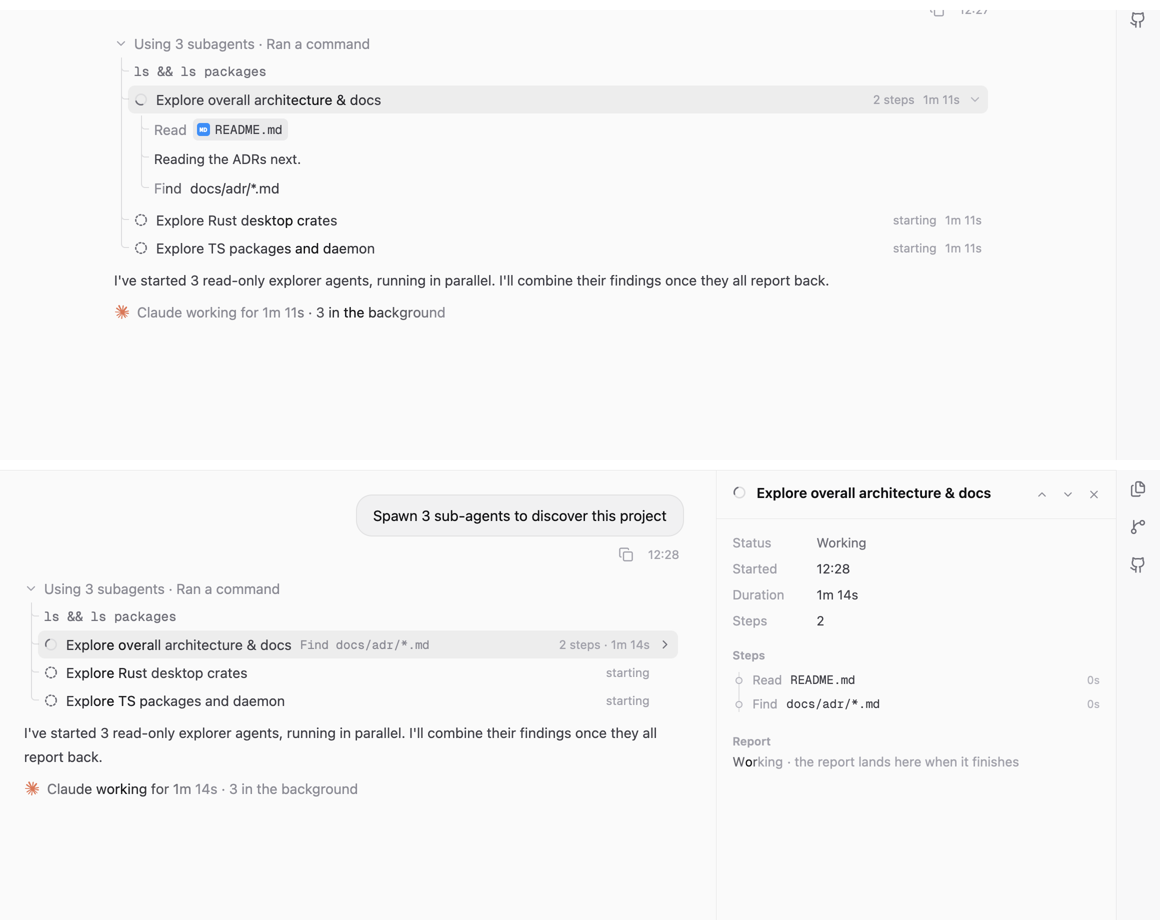 12:27
Using 3 subagents · Ran a command
ls && ls packages
Explore overall architecture & docs 2 steps 1m 11s
Read README.md
Reading the ADRs next.
Find docs/adr/*.md
Explore Rust desktop crates starting 1m 11s
Explore TS packages and daemon starting 1m 11s
I've started 3 read-only explorer agents, running in parallel. I'll combine their findings once they all report back.
Claude working for 1m 11s · 3 in the background
Spawn 3 sub-agents to discover this project
12:28
Using 3 subagents · Ran a command
ls && ls packages
Explore overall architecture & docs Find docs/adr/*.md 2 steps · 1m 14s
Explore Rust desktop crates starting
Explore TS packages and daemon starting
I've started 3 read-only explorer agents, running in parallel. I'll combine their findings once they all
report back.
Claude working for 1m 14s · 3 in the background
Explore overall architecture & docs
Status Working
Started 12:28
Duration 1m 14s
Steps 2
Steps
Read README.md 0s
Find docs/adr/*.md 0s
Report
Working · the report lands here when it finishes